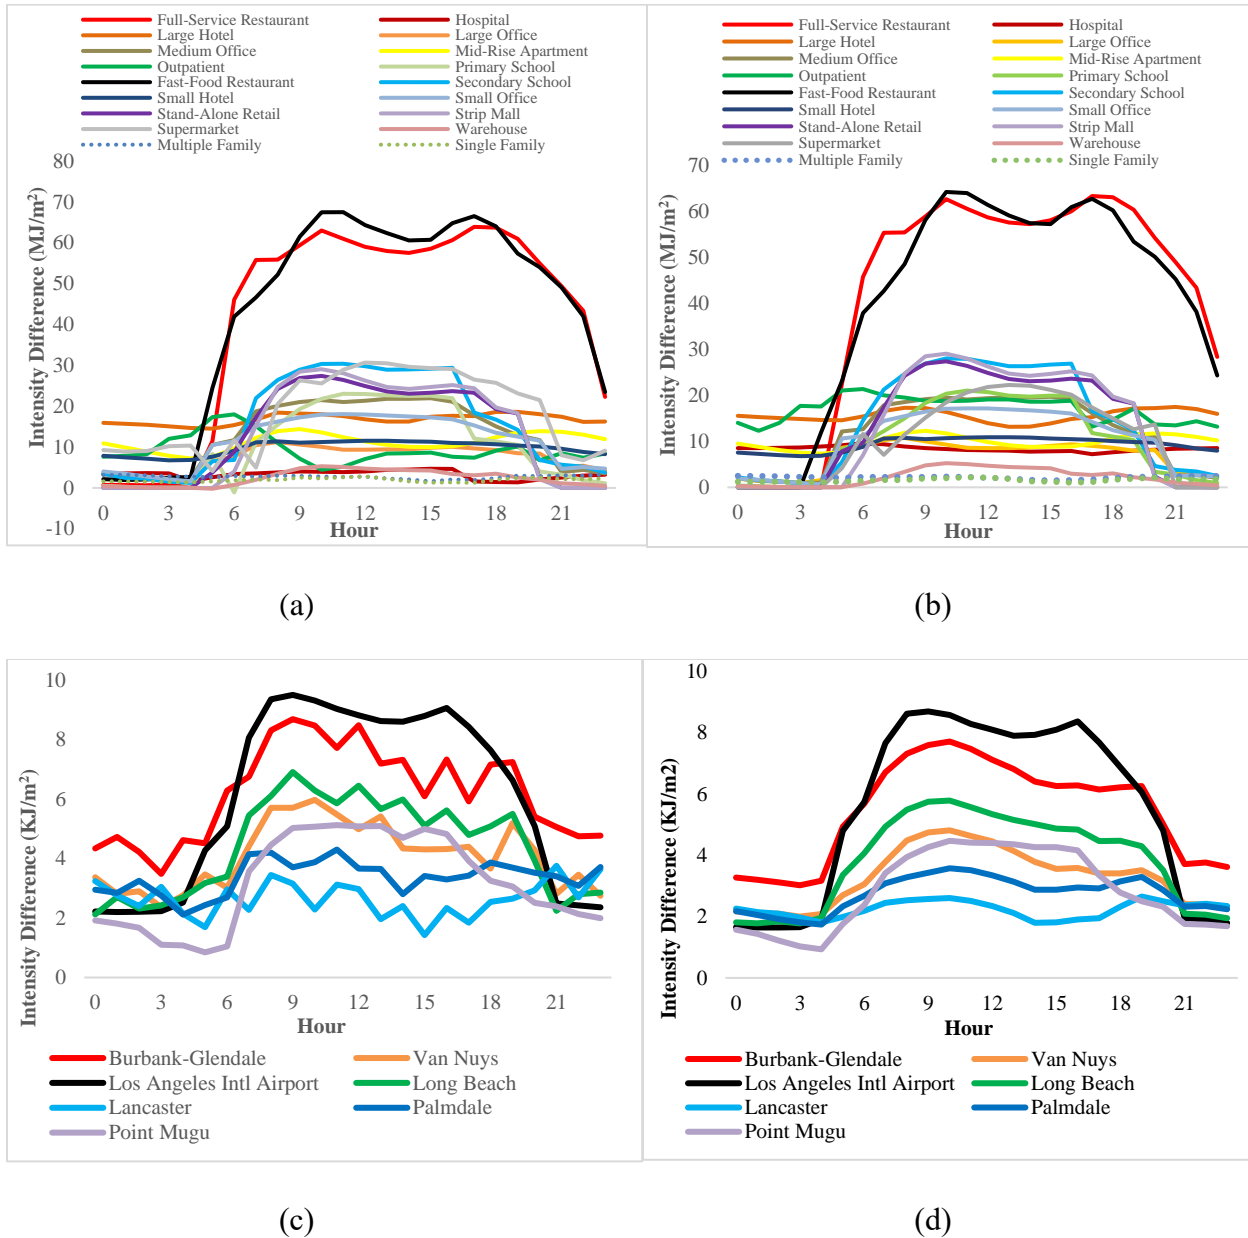 Full-Service Restaurant
Hospital
Large Hotel
Large Office
Medium Office
Mid-Rise Apartment
Outpatient
Primary School
Fast-Food Restaurant
Secondary School
Small Hotel
Small Office
Stand-Alone Retail
Strip Mall
Supermarket
Warehouse
Multiple Family
Single Family
Intensity Difference (MJ/m²)
80
70
60
50
40
30
20
10
0
-10
0 3 6 9 12 15 18 21
Hour
(a)
Full-Service Restaurant
Hospital
Large Hotel
Large Office
Medium Office
Mid-Rise Apartment
Outpatient
Primary School
Fast-Food Restaurant
Secondary School
Small Hotel
Small Office
Stand-Alone Retail
Strip Mall
Supermarket
Warehouse
Multiple Family
Single Family
Intensity Difference (MJ/m²)
70
60
50
40
30
20
10
0
0 3 6 9 12 15 18 21
Hour
(b)
Intensity Difference (KJ/m²)
10
8
6
4
2
0
0 3 6 9 12 15 18 21
Hour
Burbank-Glendale
Van Nuys
Los Angeles Intl Airport
Long Beach
Lancaster
Palmdale
Point Mugu
(c)
Intensity Difference (KJ/m2)
10
8
6
4
2
0
0 3 6 9 12 15 18 21
Hour
Burbank-Glendale
Van Nuys
Los Angeles Intl Airport
Long Beach
Lancaster
Palmdale
Point Mugu
(d)